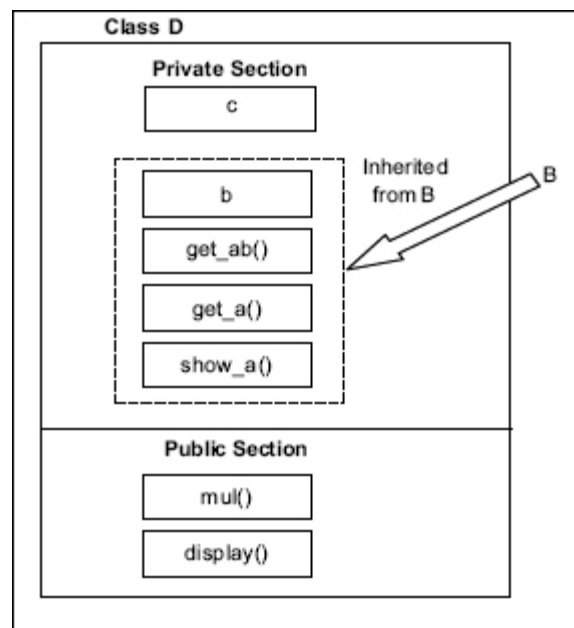 Class D
Private Section
c
Inherited
from B
B
b
get_ab()
get_a()
show_a()
Public Section
mul()
display()